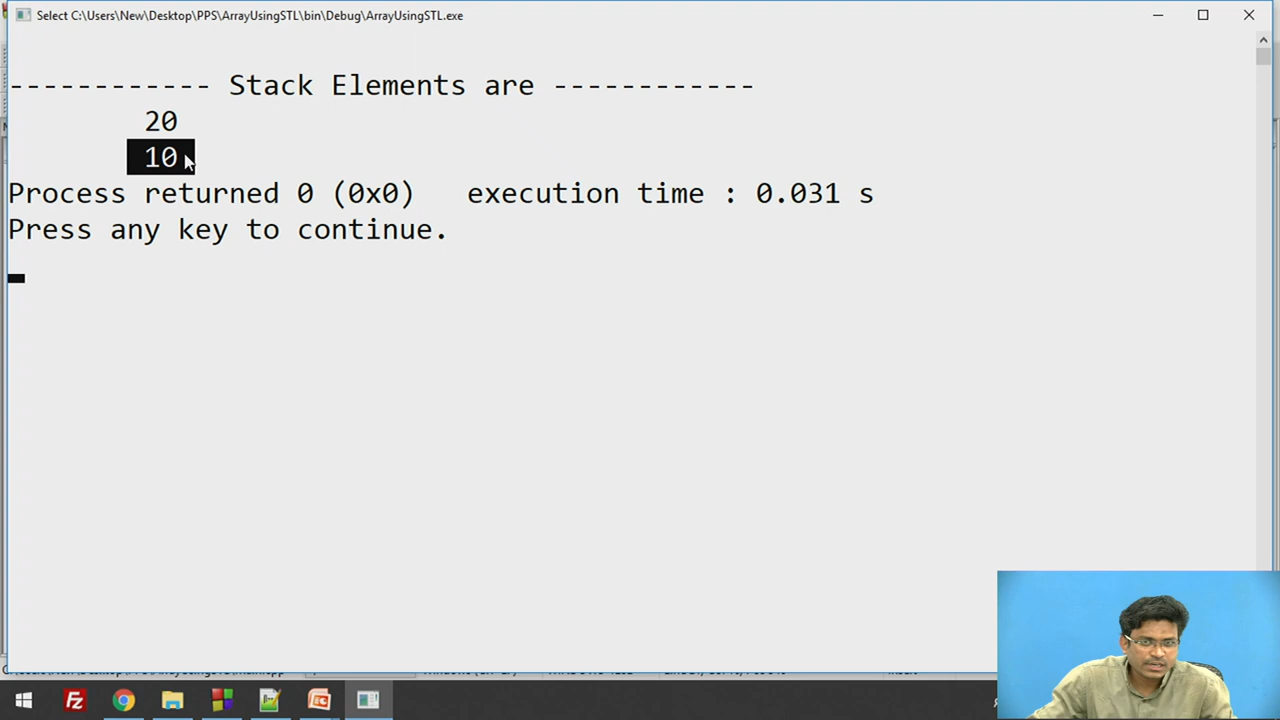 Select C:\Users\New\Desktop\PPS\ArrayUsingSTL\bin\Debug\ArrayUsingSTL.exe
------------ Stack Elements are ------------
20
10
Process returned 0 (0x0)   execution time : 0.031 s
Press any key to continue.